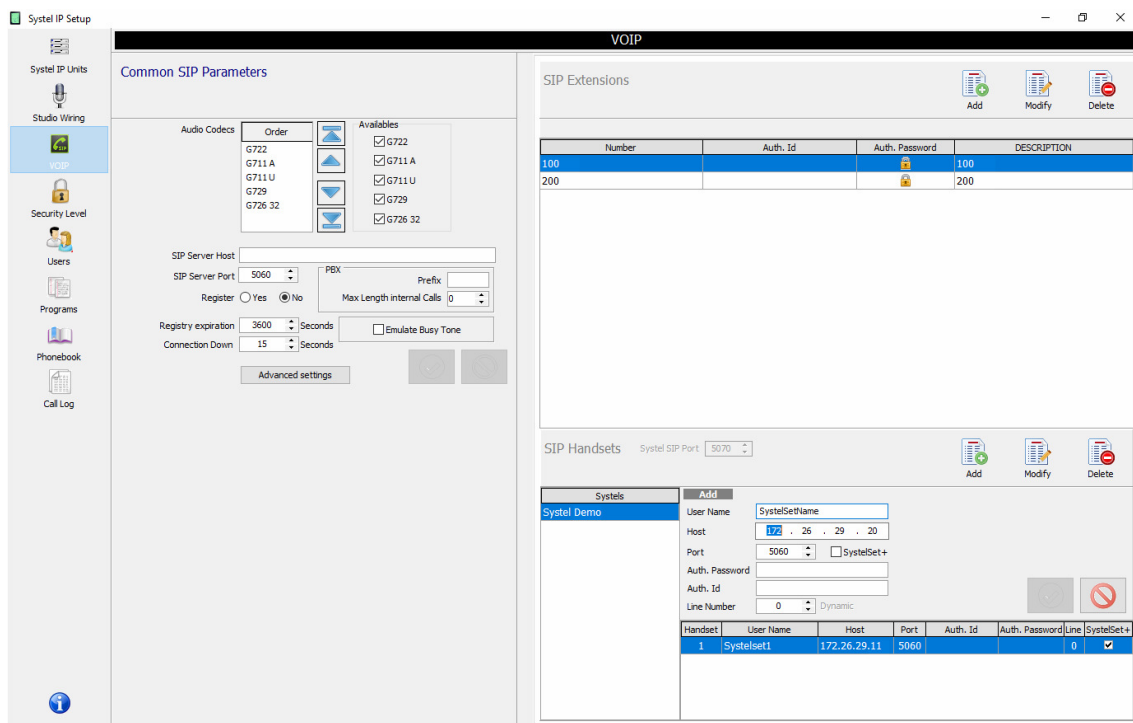 Systel IP Setup
VOIP
Systel IP Units
Studio Wiring
VOIP
Security Level
Users
Programs
Phonebook
Call Log
Common SIP Parameters
Audio Codecs
Order
G722
G711 A
G711 U
G729
G726 32
Availables
G722
G711 A
G711 U
G729
G726 32
SIP Server Host
SIP Server Port 5060
Register Yes No
PBX
Prefix
Max Length internal Calls 0
Registry expiration 3600 Seconds
Emulate Busy Tone
Connection Down 15 Seconds
Advanced settings
SIP Extensions
Add Modify Delete
Number Auth. Id Auth. Password DESCRIPTION
100 100
200 200
SIP Handsets Systel SIP Port 5070
Add Modify Delete
Systels
Systel Demo
Add
User Name SystelSetName
Host 172 . 26 . 29 . 20
Port 5060 SystelSet+
Auth. Password
Auth. Id
Line Number 0 Dynamic
Handset User Name Host Port Auth. Id Auth. Password Line SystelSet+
1 Systelset1 172.26.29.11 5060 0